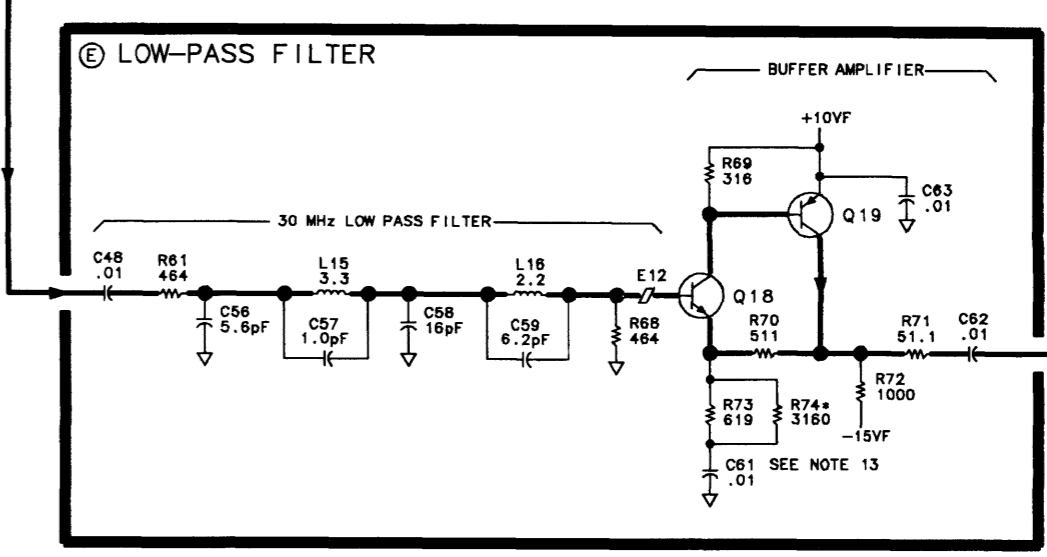 Ⓔ LOW-PASS FILTER
BUFFER AMPLIFIER
+10VF
R69
316
C63
.01
Q19
30 MHz LOW PASS FILTER
C48
.01
R61
464
L15
3.3
L16
2.2
E12
Q18
C56
5.6pF
C57
1.0pF
C58
16pF
C59
6.2pF
R68
464
R70
511
R71
51.1
C62
.01
R72
1000
-15VF
R73
619
R74*
3160
C61
.01
SEE NOTE 13